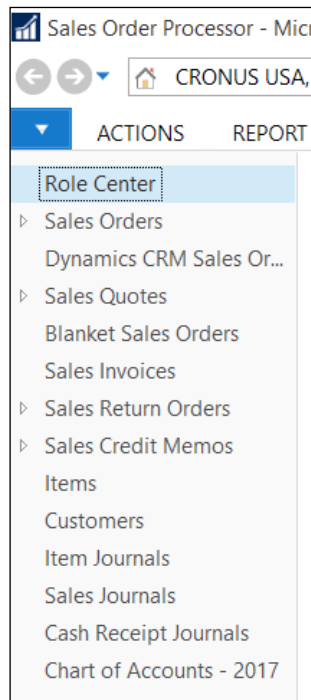 Sales Order Processor - Mic
CRONUS USA,
ACTIONS REPORT
Role Center
Sales Orders
Dynamics CRM Sales Or...
Sales Quotes
Blanket Sales Orders
Sales Invoices
Sales Return Orders
Sales Credit Memos
Items
Customers
Item Journals
Sales Journals
Cash Receipt Journals
Chart of Accounts - 2017